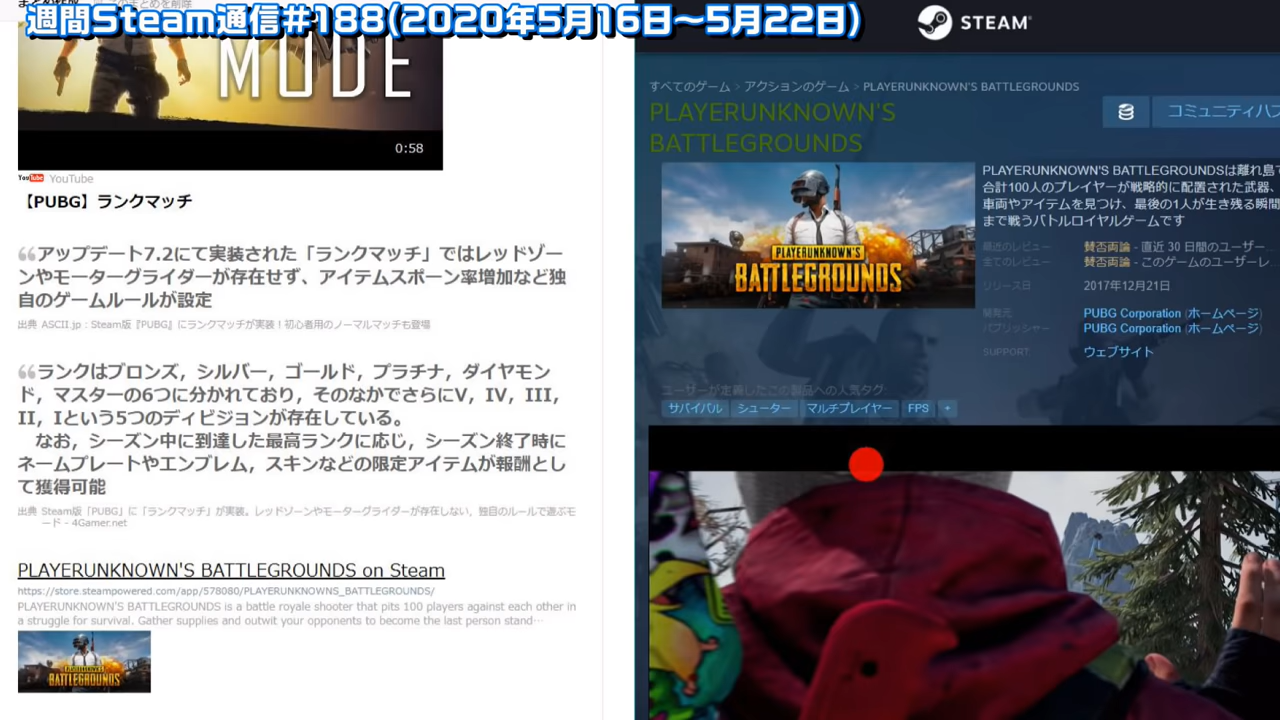 週間Steam通信#188(2020年5月16日～5月22日)
MODE
0:58
YouTube YouTube
【PUBG】ランクマッチ
アップデート7.2にて実装された「ランクマッチ」ではレッドゾー
ンやモーターグライダーが存在せず、アイテムスポーン率増加など独
自のゲームルールが設定
出典 ASCII.jp：Steam版『PUBG』にランクマッチが実装！初心者用のノーマルマッチも登場
ランクはブロンズ，シルバー，ゴールド，プラチナ，ダイヤモン
ド，マスターの6つに分かれており，そのなかでさらにV，IV，III，
II，Iという5つのディビジョンが存在している。
なお，シーズン中に到達した最高ランクに応じ，シーズン終了時に
ネームプレートやエンブレム，スキンなどの限定アイテムが報酬とし
て獲得可能
出典 Steam版「PUBG」に「ランクマッチ」が実装。レッドゾーンやモーターグライダーが存在しない，独自のルールで遊ぶモ
ード - 4Gamer.net
PLAYERUNKNOWN'S BATTLEGROUNDS on Steam
https://store.steampowered.com/app/578080/PLAYERUNKNOWNS_BATTLEGROUNDS/
PLAYERUNKNOWN'S BATTLEGROUNDS is a battle royale shooter that pits 100 players against each other in
a struggle for survival. Gather supplies and outwit your opponents to become the last person stand…
BATTLEGROUNDS
STEAM
すべてのゲーム > アクションのゲーム > PLAYERUNKNOWN'S BATTLEGROUNDS
PLAYERUNKNOWN'S
BATTLEGROUNDS
コミュニティハブ
PLAYERUNKNOWN'S
BATTLEGROUNDS
PLAYERUNKNOWN'S BATTLEGROUNDSは離れ島で
合計100人のプレイヤーが戦略的に配置された武器、
車両やアイテムを見つけ、最後の1人が生き残る瞬間
まで戦うバトルロイヤルゲームです
最近のレビュー 賛否両論 - 直近 30 日間のユーザー...
全てのレビュー 賛否両論 - このゲームのユーザーレ...
リリース日 2017年12月21日
開発元 PUBG Corporation (ホームページ)
パブリッシャー PUBG Corporation (ホームページ)
SUPPORT: ウェブサイト
ユーザーが定義したこの製品への人気タグ:
サバイバル シューター マルチプレイヤー FPS +